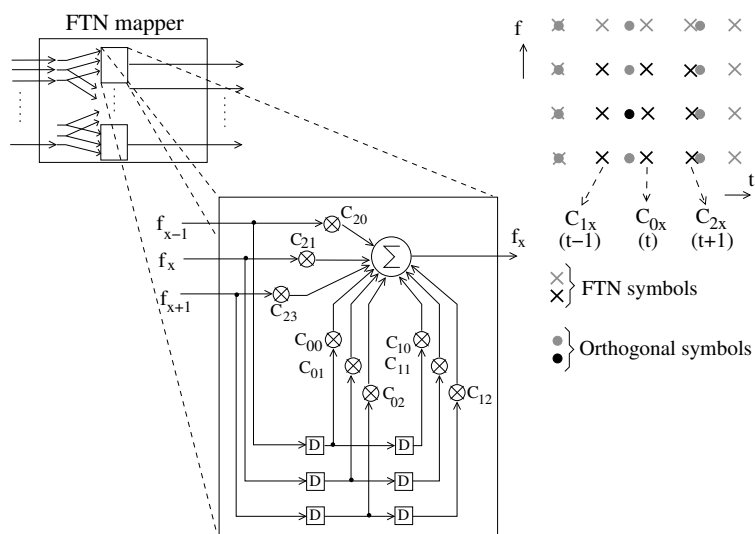 FTN mapper
f
t
C1x
(t−1)
C0x
(t)
C2x
(t+1)
FTN symbols
Orthogonal symbols
fx−1
fx
fx+1
C20
C21
C23
Σ
fx
C00
C01
C02
C10
C11
C12
D
D
D
D
D
D